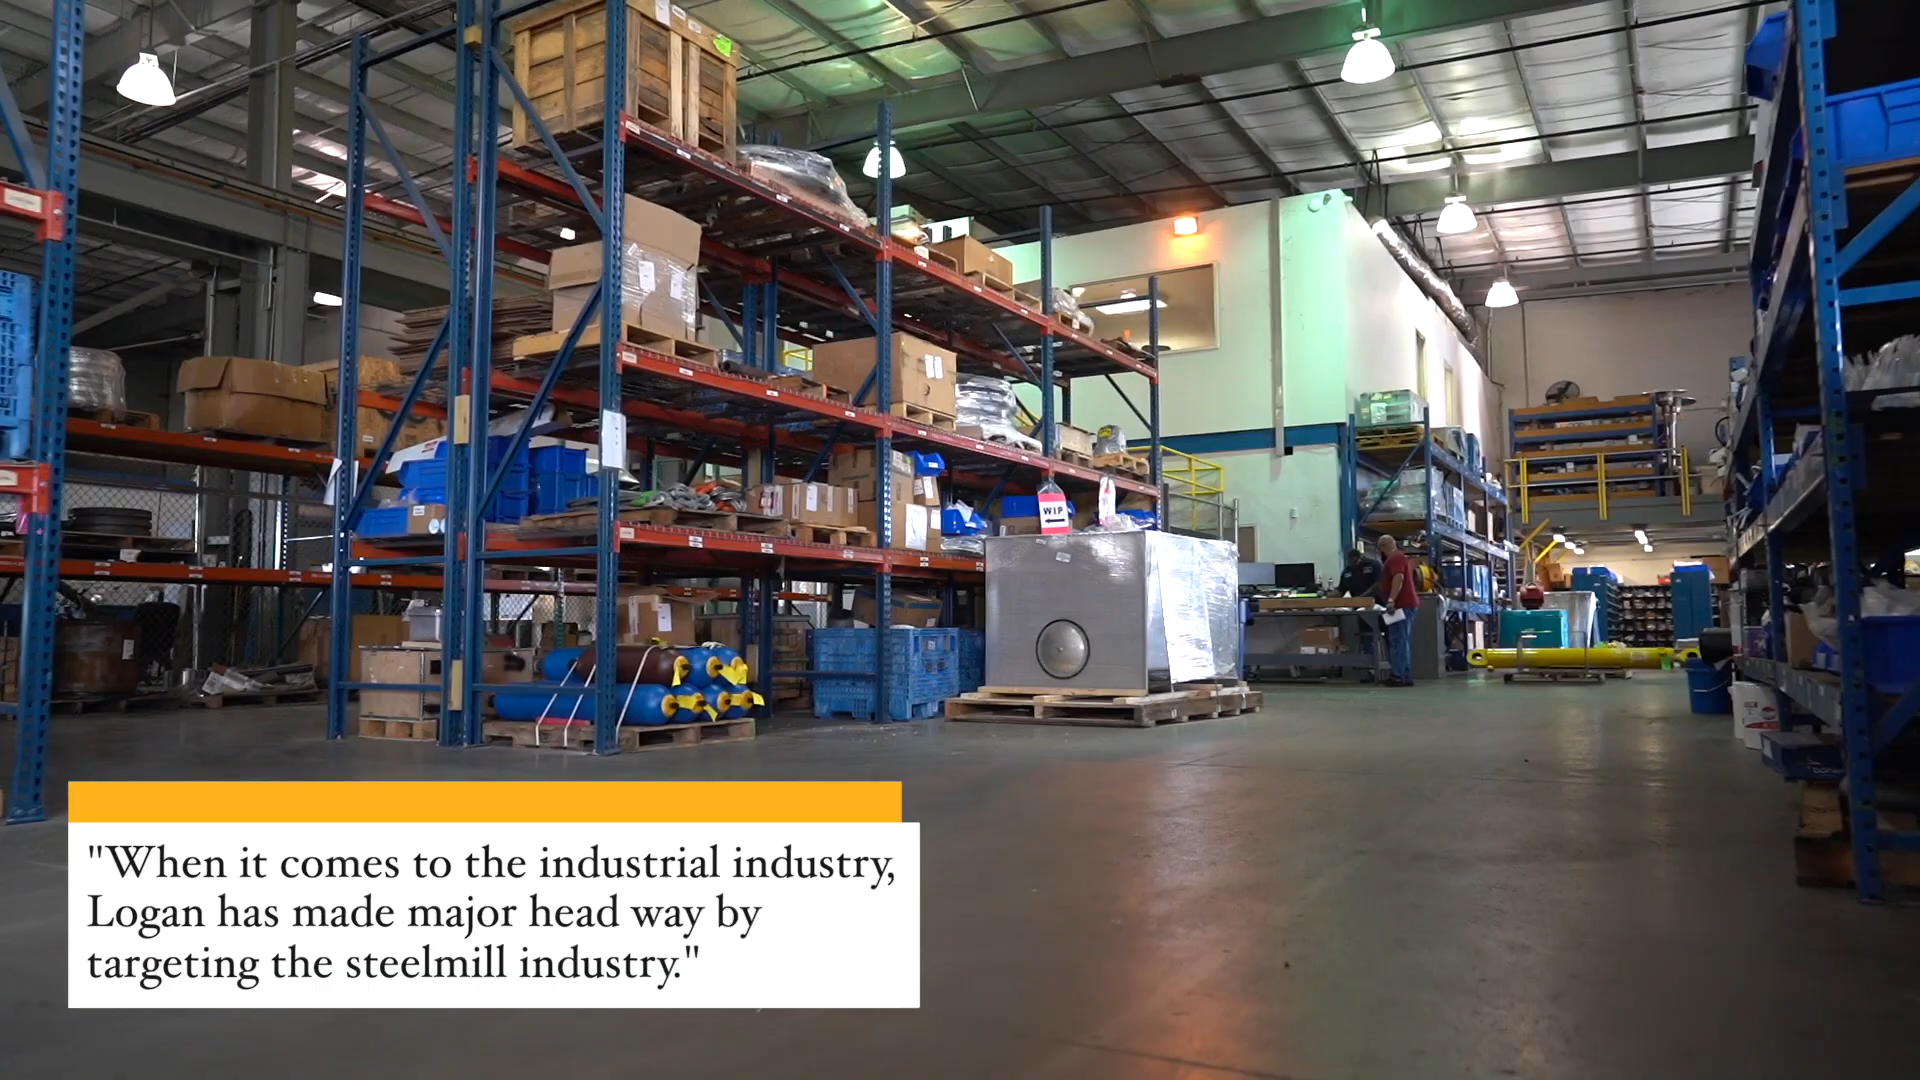 WIP
"When it comes to the industrial industry,
Logan has made major head way by
targeting the steelmill industry."